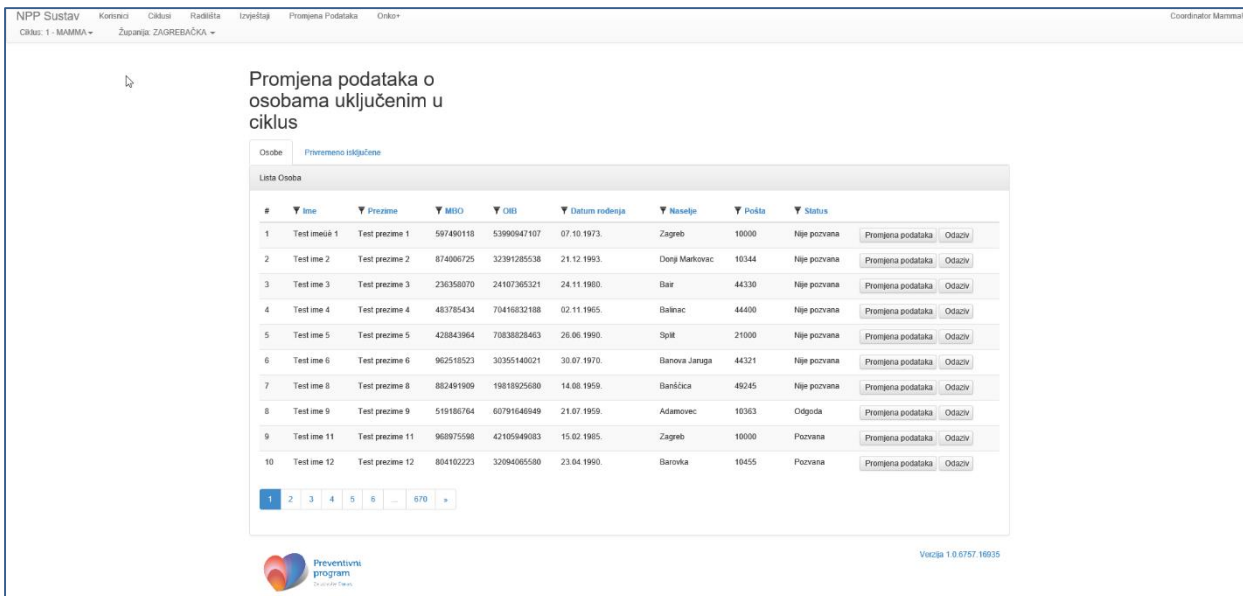 NPP Sustav Korisnici Ciklusi Radilišta Izvještaji Promjena Podataka Onko+ Coordinator Mamma
Ciklus: 1 - MAMMA Županija: ZAGREBAČKA
Promjena podataka o
osobama uključenim u
ciklus
Osobe Privremeno isključene
Lista Osoba
# Ime Prezime MBO OIB Datum rođenja Naselje Pošta Status
1 Test imeüë 1 Test prezime 1 597490118 53990947107 07.10.1973. Zagreb 10000 Nije pozvana Promjena podataka Odaziv
2 Test ime 2 Test prezime 2 874006725 32391285538 21.12.1993. Donji Markovac 10344 Nije pozvana Promjena podataka Odaziv
3 Test ime 3 Test prezime 3 236358070 24107365321 24.11.1980. Bair 44330 Nije pozvana Promjena podataka Odaziv
4 Test ime 4 Test prezime 4 483785434 70416832188 02.11.1965. Balinac 44400 Nije pozvana Promjena podataka Odaziv
5 Test ime 5 Test prezime 5 428843964 70838828463 26.06.1990. Split 21000 Nije pozvana Promjena podataka Odaziv
6 Test ime 6 Test prezime 6 962518523 30355140021 30.07.1970. Banova Jaruga 44321 Nije pozvana Promjena podataka Odaziv
7 Test ime 8 Test prezime 8 882491909 19818925680 14.08.1959. Banšćica 49245 Nije pozvana Promjena podataka Odaziv
8 Test ime 9 Test prezime 9 519186764 60791646949 21.07.1959. Adamovec 10363 Odgoda Promjena podataka Odaziv
9 Test ime 11 Test prezime 11 968975598 42105949083 15.02.1985. Zagreb 10000 Pozvana Promjena podataka Odaziv
10 Test ime 12 Test prezime 12 804102223 32094065580 23.04.1990. Barovka 10455 Pozvana Promjena podataka Odaziv
1 2 3 4 5 6 ... 670 »
Preventivni
program
Verzija 1.0.6757.16935